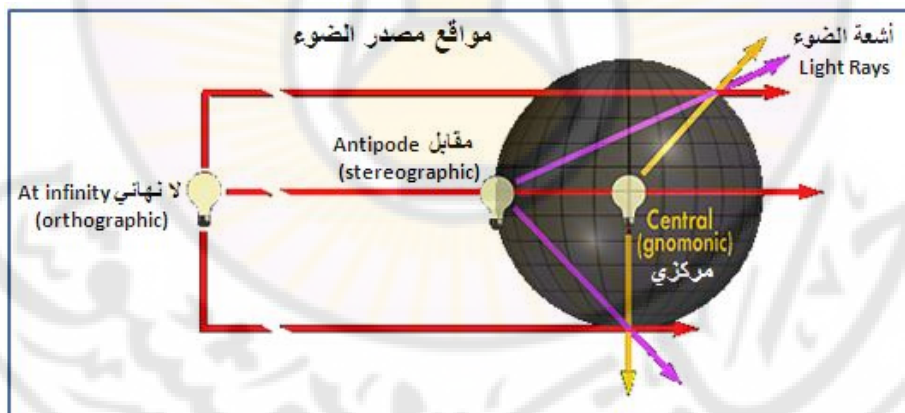 مواقع مصدر الضوء
أشعة الضوء
Light Rays
Antipode مقابل
(stereographic)
At infinity لا نهائي
(orthographic)
Central
(gnomonic)
مركزي